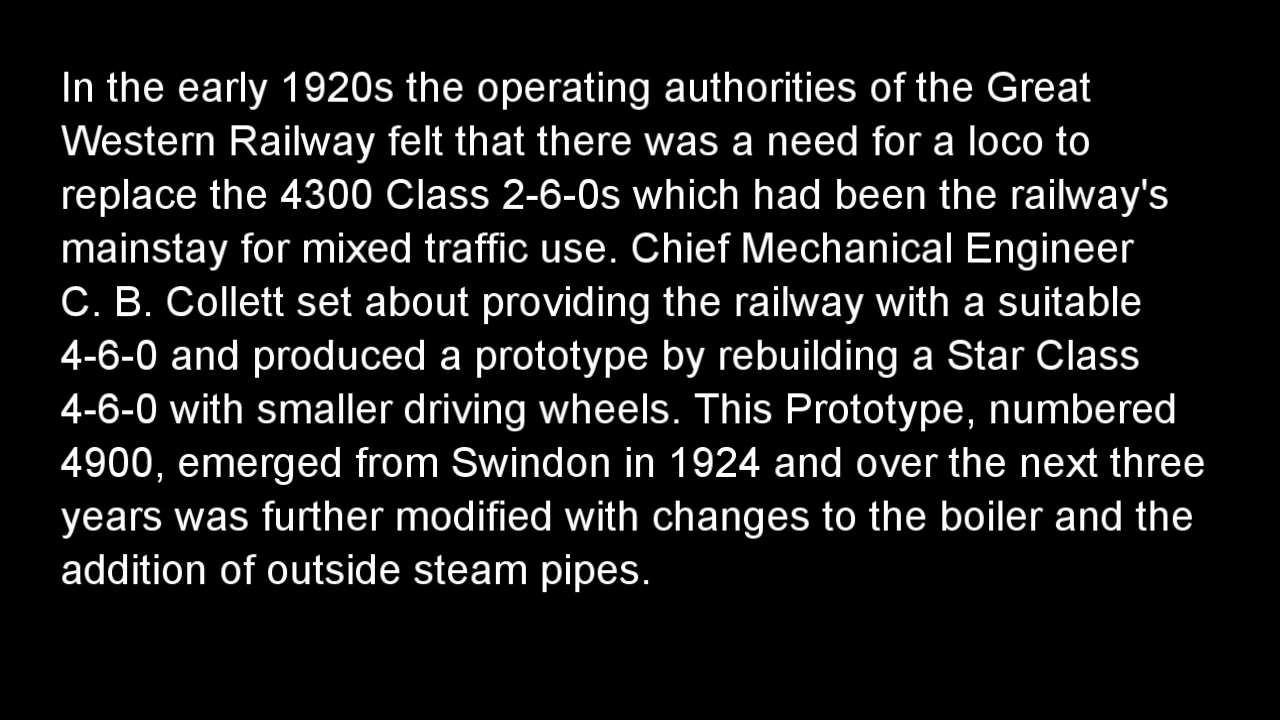 In the early 1920s the operating authorities of the Great
Western Railway felt that there was a need for a loco to
replace the 4300 Class 2-6-0s which had been the railway's
mainstay for mixed traffic use. Chief Mechanical Engineer
C. B. Collett set about providing the railway with a suitable
4-6-0 and produced a prototype by rebuilding a Star Class
4-6-0 with smaller driving wheels. This Prototype, numbered
4900, emerged from Swindon in 1924 and over the next three
years was further modified with changes to the boiler and the
addition of outside steam pipes.